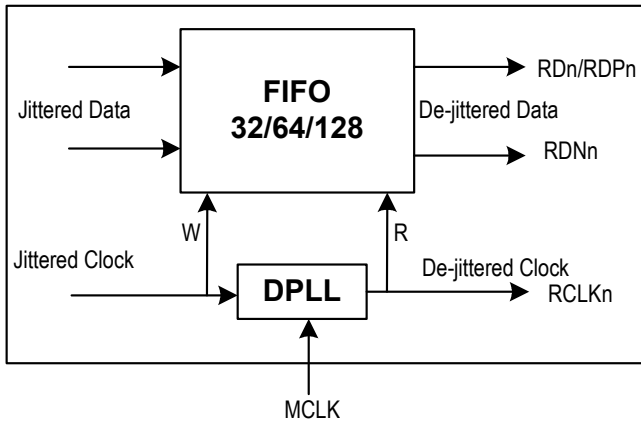 Jittered Data
FIFO
32/64/128
De-jittered Data
RDn/RDPn
RDNn
W
R
Jittered Clock
DPLL
De-jittered Clock
RCLKn
MCLK